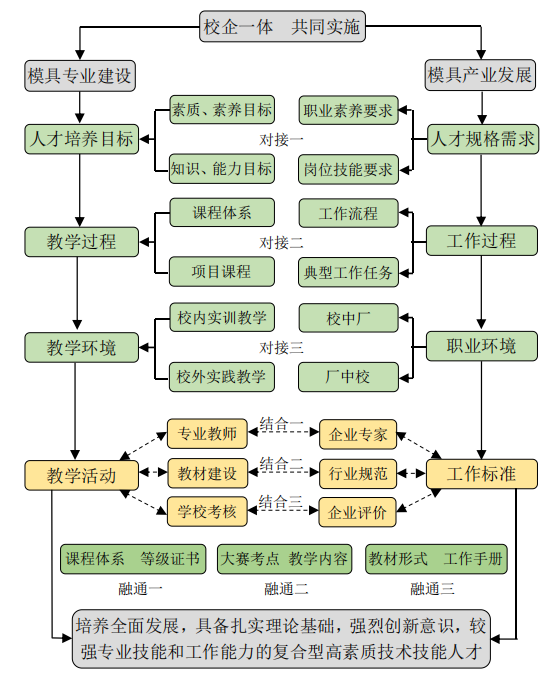 校企一体 共同实施
模具专业建设
模具产业发展
素质、素养目标
职业素养要求
人才培养目标
对接一
人才规格需求
知识、能力目标
岗位技能要求
课程体系
工作流程
教学过程
对接二
工作过程
项目课程
典型工作任务
校内实训教学
校中厂
教学环境
对接三
职业环境
校外实践教学
厂中校
专业教师
结合一
企业专家
教学活动
教材建设
结合二
行业规范
工作标准
学校考核
结合三
企业评价
课程体系 等级证书
大赛考点 教学内容
教材形式 工作手册
融通一
融通二
融通三
培养全面发展，具备扎实理论基础，强烈创新意识，较
强专业技能和工作能力的复合型高素质技术技能人才